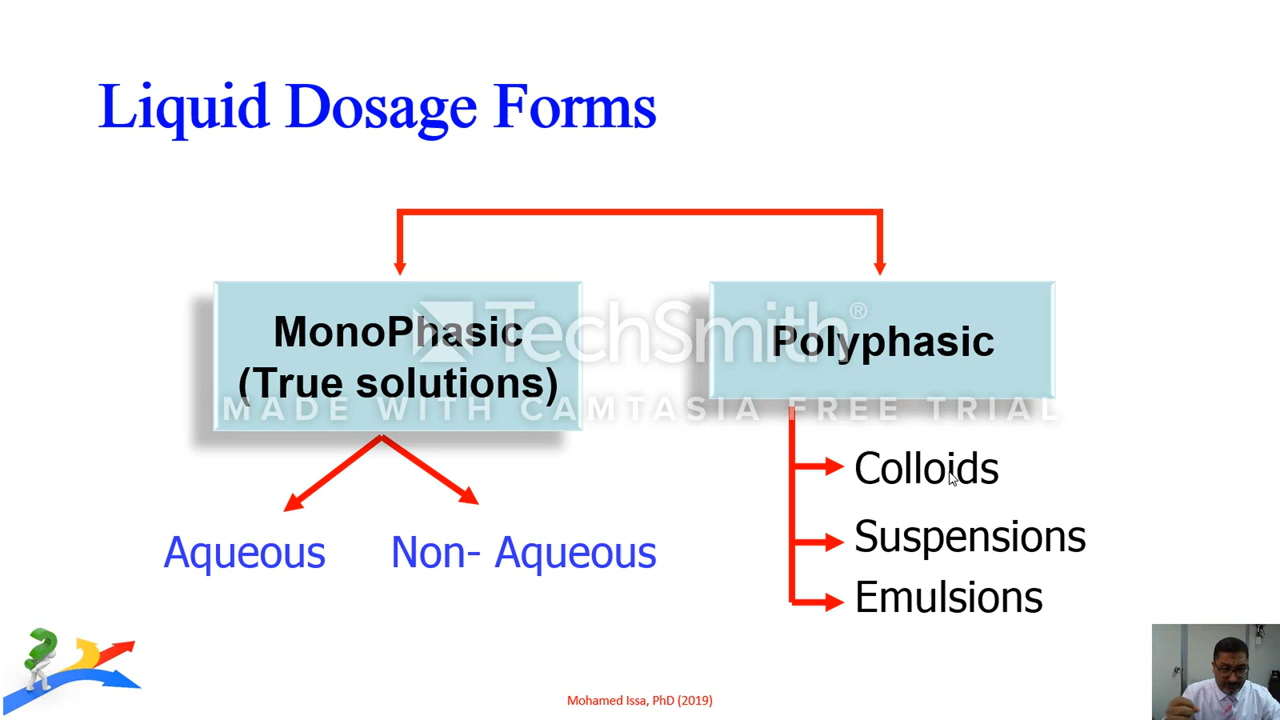 Liquid Dosage Forms
MonoPhasic
(True solutions)
Polyphasic
TechSmith®
MADE WITH CAMTASIA FREE TRIAL
Colloids
Suspensions
Emulsions
Aqueous
Non- Aqueous
Mohamed Issa, PhD (2019)